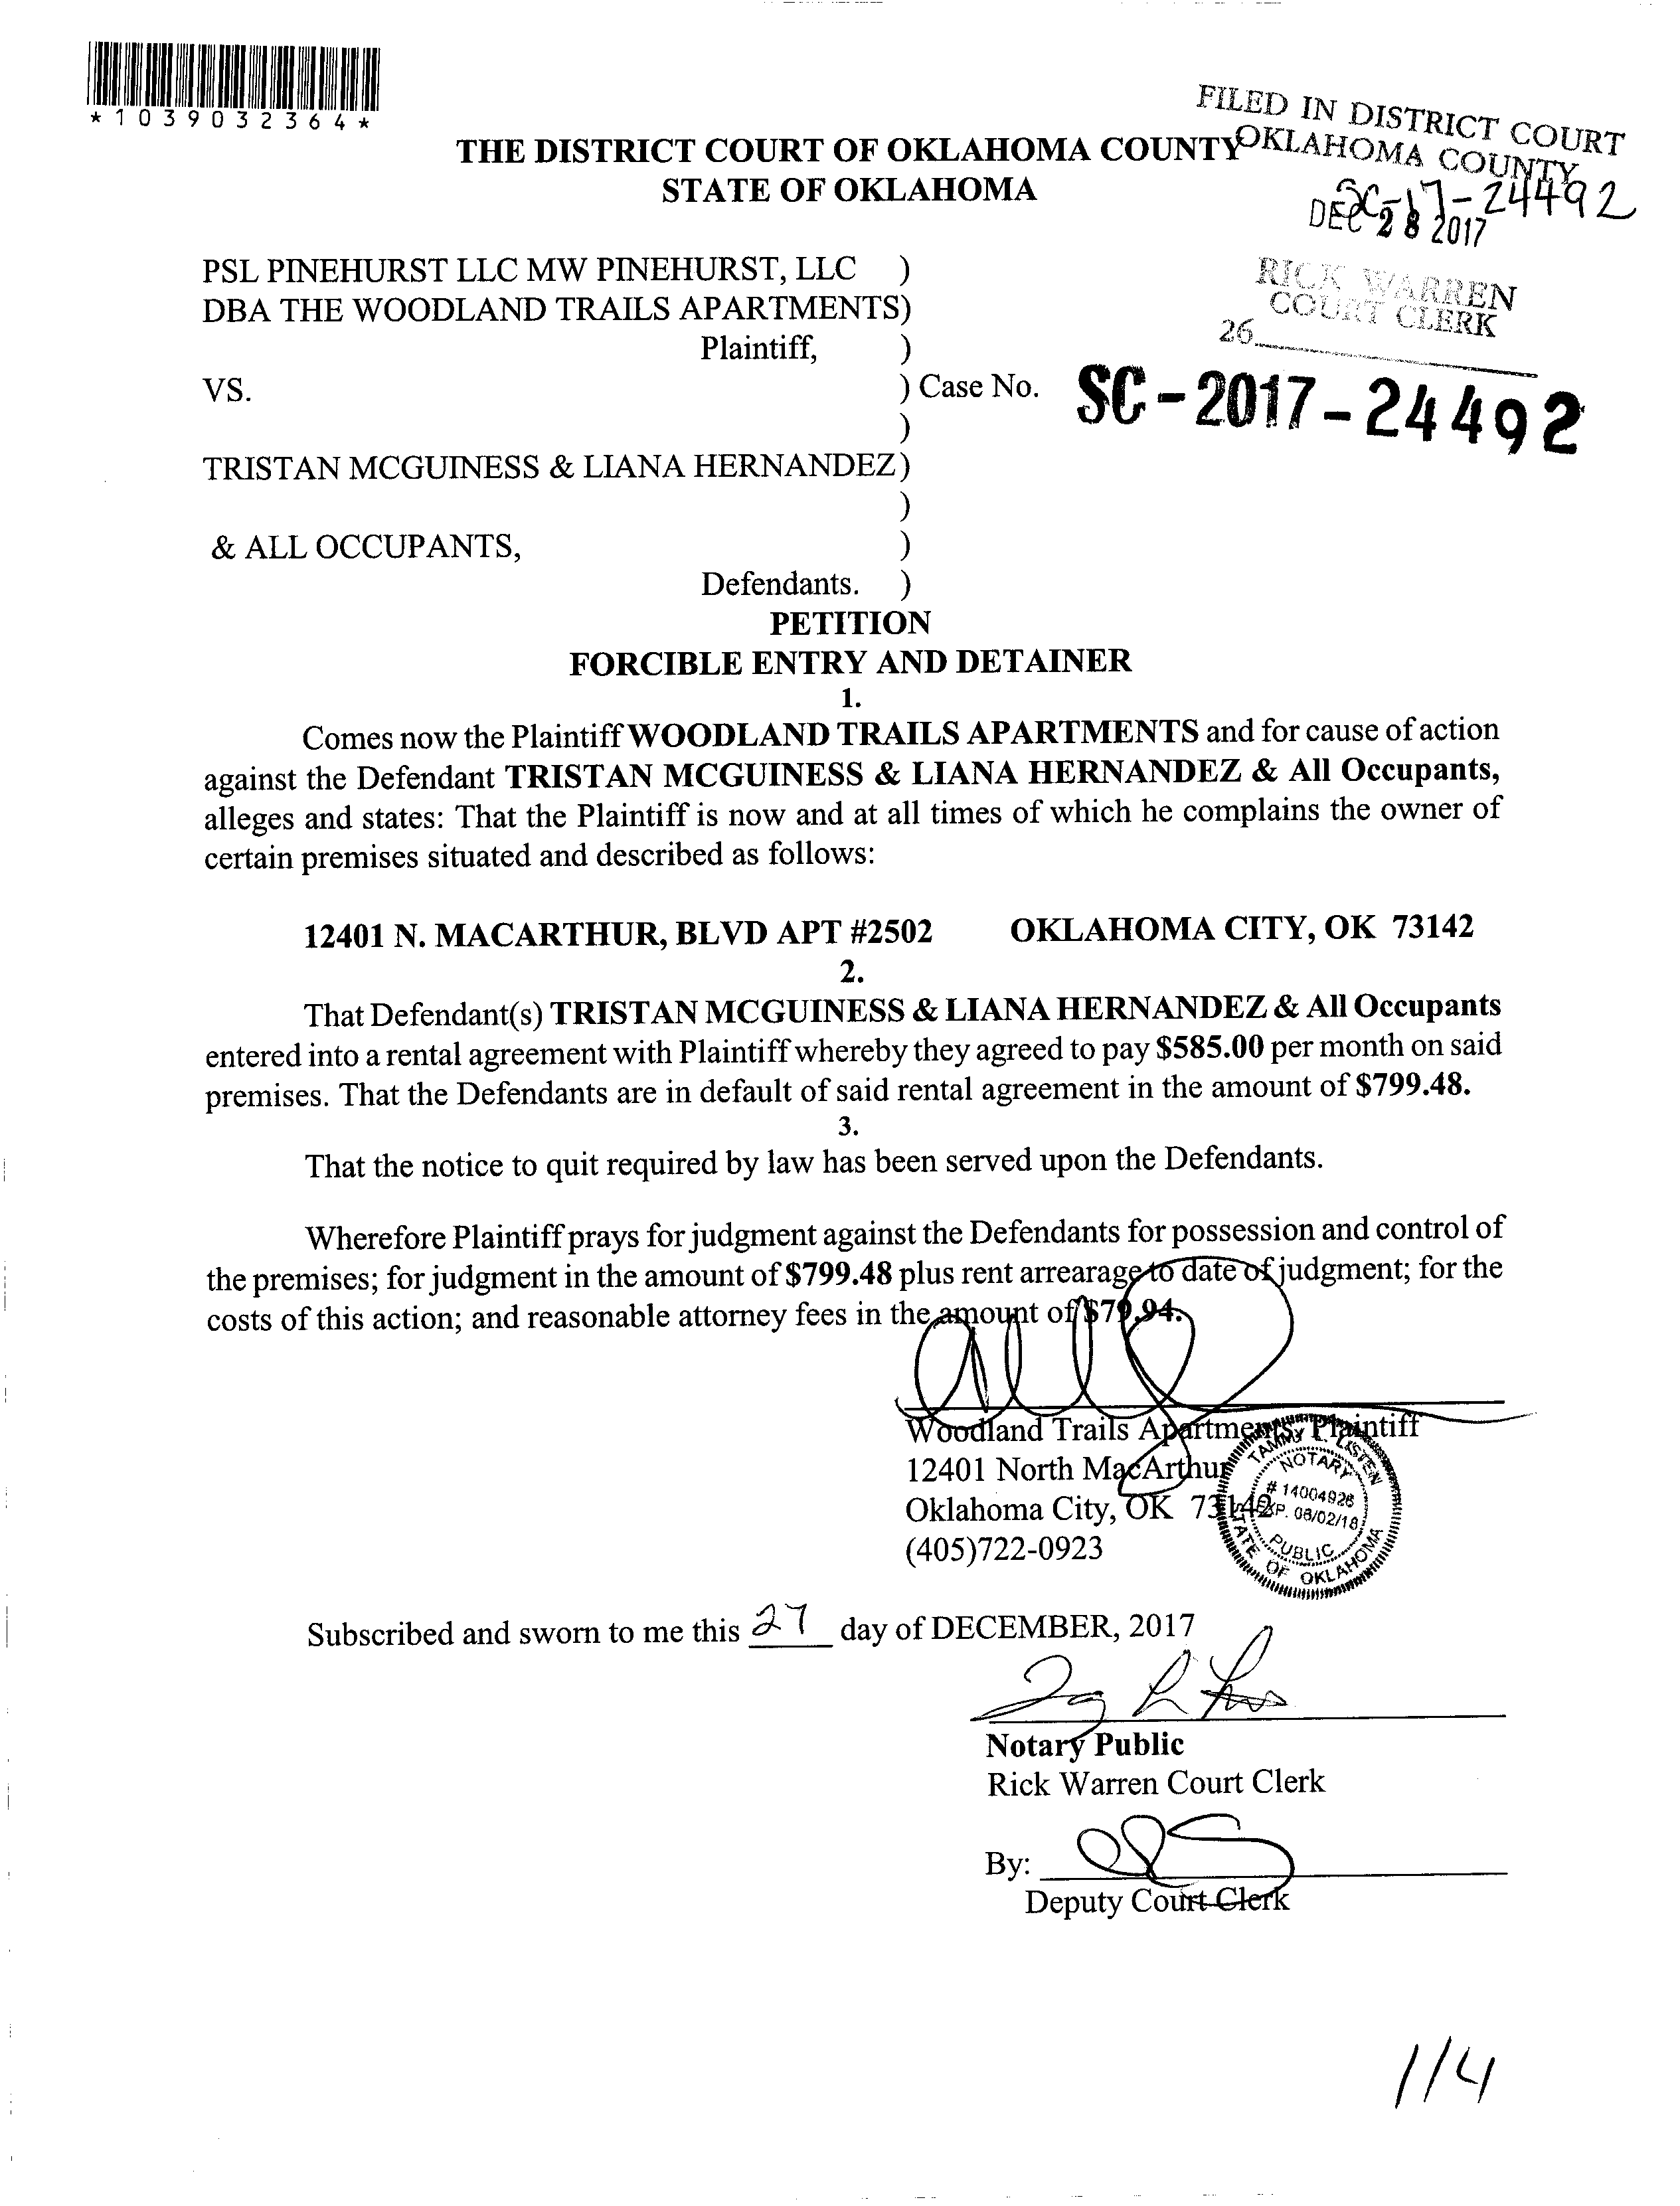 *1039032364*
FILED IN DISTRICT COURT
OKLAHOMA COUNTY
SC-17-24492
DEC 28 2017
RICK WARREN
COURT CLERK
26
THE DISTRICT COURT OF OKLAHOMA COUNTY
STATE OF OKLAHOMA
PSL PINEHURST LLC MW PINEHURST, LLC )
DBA THE WOODLAND TRAILS APARTMENTS)
Plaintiff, )
VS. ) Case No. SC-2017-24492
)
TRISTAN MCGUINESS & LIANA HERNANDEZ)
)
& ALL OCCUPANTS, )
Defendants. )
PETITION
FORCIBLE ENTRY AND DETAINER
1.
Comes now the Plaintiff WOODLAND TRAILS APARTMENTS and for cause of action
against the Defendant TRISTAN MCGUINESS & LIANA HERNANDEZ & All Occupants,
alleges and states: That the Plaintiff is now and at all times of which he complains the owner of
certain premises situated and described as follows:
12401 N. MACARTHUR, BLVD APT #2502 OKLAHOMA CITY, OK 73142
2.
That Defendant(s) TRISTAN MCGUINESS & LIANA HERNANDEZ & All Occupants
entered into a rental agreement with Plaintiff whereby they agreed to pay $585.00 per month on said
premises. That the Defendants are in default of said rental agreement in the amount of $799.48.
3.
That the notice to quit required by law has been served upon the Defendants.
Wherefore Plaintiff prays for judgment against the Defendants for possession and control of
the premises; for judgment in the amount of $799.48 plus rent arrearage to date of judgment; for the
costs of this action; and reasonable attorney fees in the amount of $79.94.
Woodland Trails Apartments, Plaintiff
12401 North MacArthur
Oklahoma City, OK 73142
(405)722-0923
TAMMY L. LISTEN
NOTARY
# 14004926
EXP. 06/02/18
PUBLIC
STATE OF OKLAHOMA
Subscribed and sworn to me this 27 day of DECEMBER, 2017
Notary Public
Rick Warren Court Clerk
By:
Deputy Court Clerk
1/4